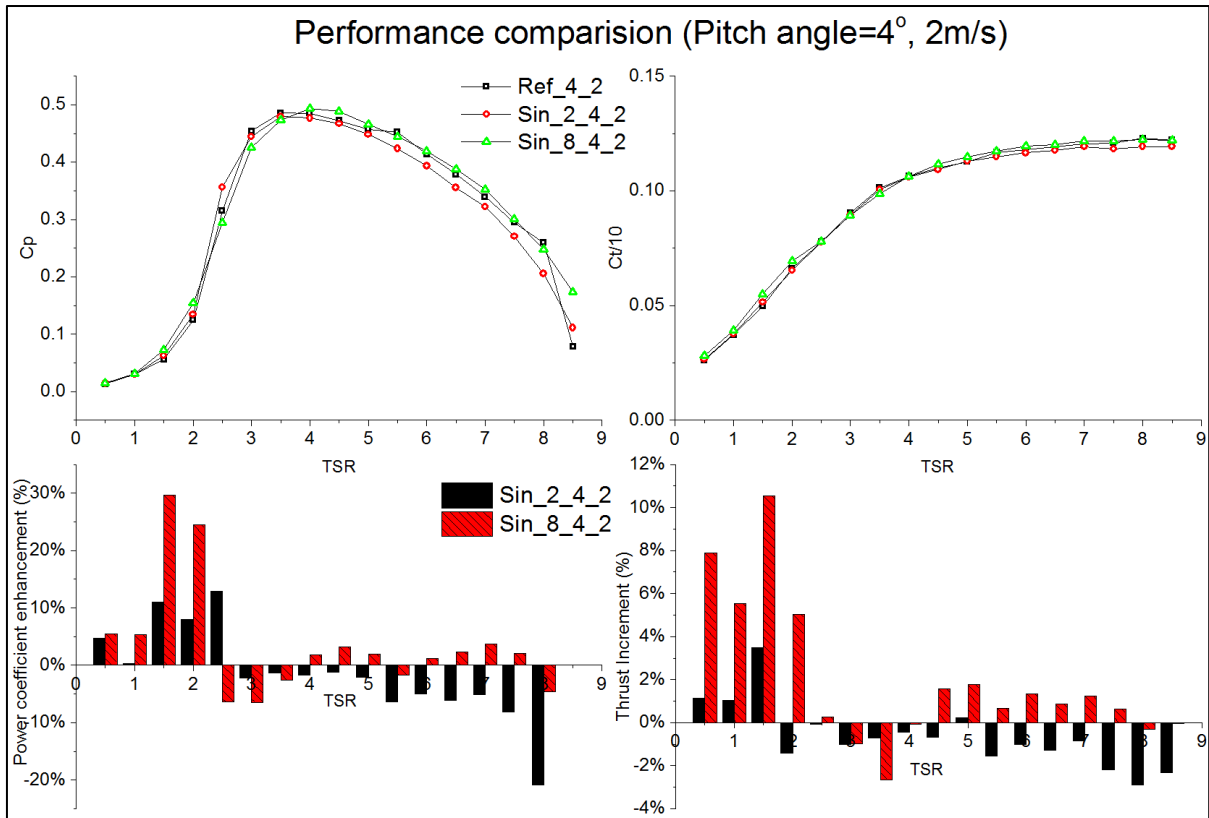 Performance comparision (Pitch angle=4°, 2m/s)
Ref_4_2
Sin_2_4_2
Sin_8_4_2
Cp
0.5
0.4
0.3
0.2
0.1
0.0
0 1 2 3 4 5 6 7 8 9
TSR
Ct/10
0.15
0.10
0.05
0.00
0 1 2 3 4 5 6 7 8 9
TSR
Power coefficient enhancement (%)
Sin_2_4_2
Sin_8_4_2
30%
20%
10%
0%
10%
-20%
0 1 2 3 4 5 6 7 8 9
TSR
Thrust Increment (%)
12%
10%
8%
6%
4%
2%
0%
-2%
-4%
0 1 2 3 4 5 6 7 8 9
TSR